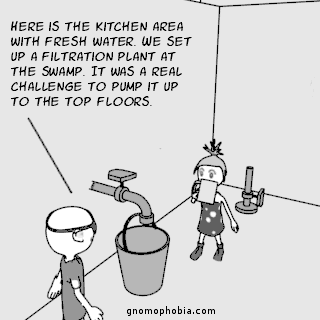 HERE IS THE KITCHEN AREA
WITH FRESH WATER. WE SET
UP A FILTRATION PLANT AT
THE SWAMP. IT WAS A REAL
CHALLENGE TO PUMP IT UP
TO THE TOP FLOORS.
gnomophobia.com